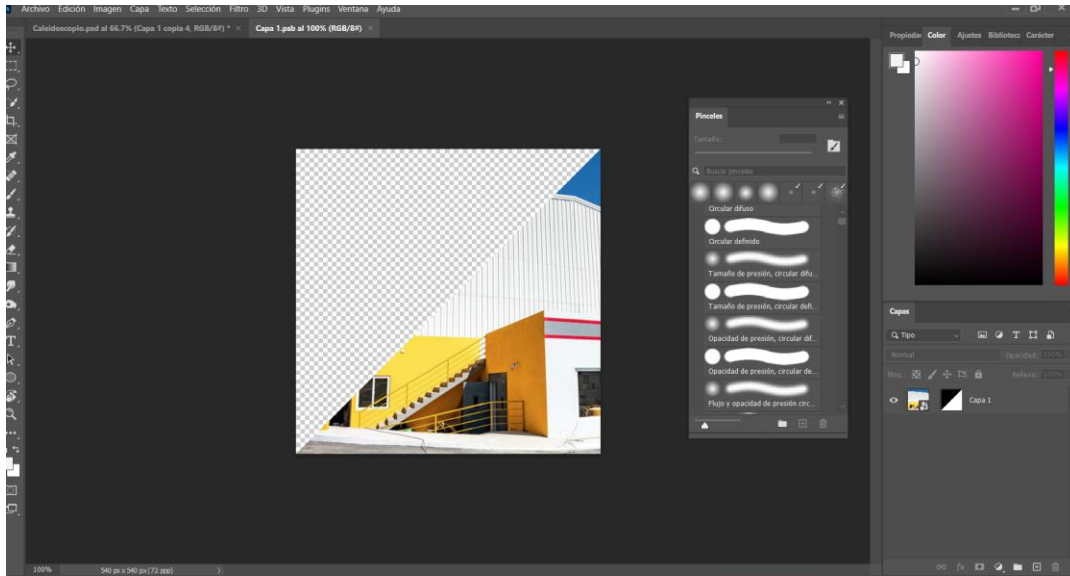 Archivo Edición Imagen Capa Texto Selección Filtro 3D Vista Plugins Ventana Ayuda
Caleidoscopio.psd al 66.7% (Capa 1 copia 4, RGB/8#) * ×
Capa 1.psb al 100% (RGB/8#) ×
Pinceles
Tamaño:
Buscar pinceles
Circular difuso
Circular definido
Tamaño de presión, circular difu...
Tamaño de presión, circular defi...
Opacidad de presión, circular dif...
Opacidad de presión, circular de...
Flujo y opacidad de presión circ...
Propiedac Color Ajustes Bibliotecc Carácter
Capas
Tipo
Normal Opacidad: 100%
Bloq.: Relleno: 100%
Capa 1
100% 540 px x 540 px (72 ppp)